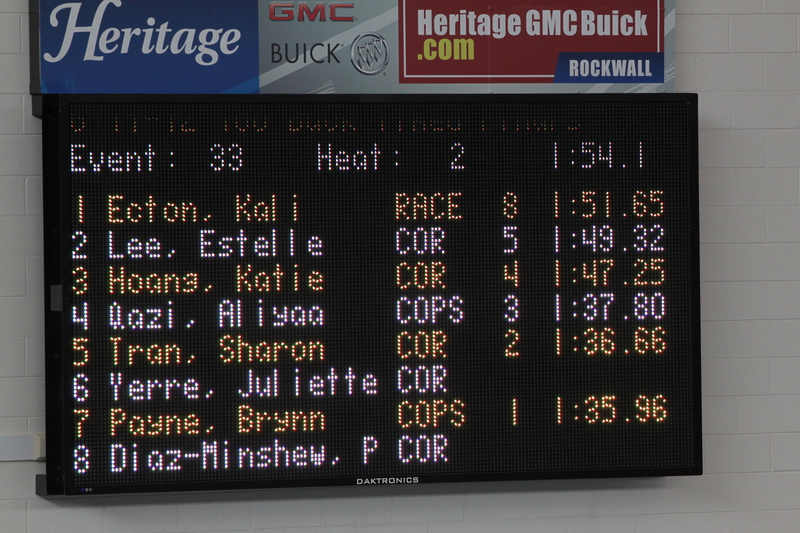 Heritage
GMC
BUICK
Heritage GMC Buick
.com
ROCKWALL
Event: 33 Heat: 2 1:54.1
1 Ecton, Kali RACE 8 1:51.65
2 Lee, Estelle COR 5 1:49.32
3 Hoang, Katie COR 4 1:47.25
4 Qazi, Aliyaa COPS 3 1:37.80
5 Tran, Sharon COR 2 1:36.66
6 Yerre, Juliette COR
7 Payne, Brynn COPS 1 1:35.96
8 Diaz-Minshew, P COR
DAKTRONICS